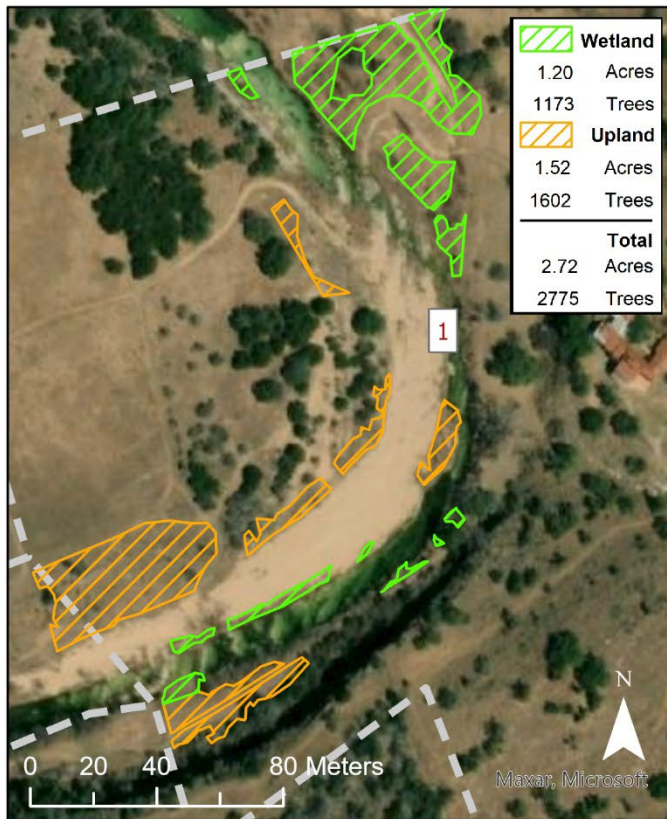 Wetland
1.20 Acres
1173 Trees
Upland
1.52 Acres
1602 Trees
Total
2.72 Acres
2775 Trees
1
N
0 20 40 80 Meters
Maxar, Microsoft